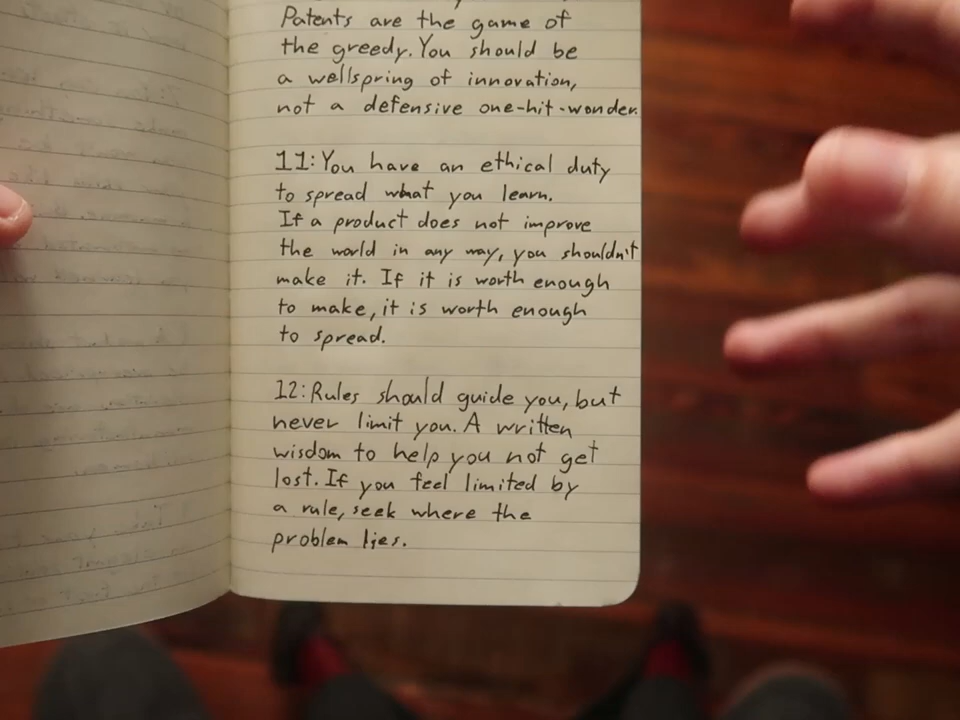 Patents are the game of
the greedy. You should be
a wellspring of innovation,
not a defensive one-hit-wonder.
11: You have an ethical duty
to spread what you learn.
If a product does not improve
the world in any way, you shouldn't
make it. If it is worth enough
to make, it is worth enough
to spread.
12: Rules should guide you, but
never limit you. A written
wisdom to help you not get
lost. If you feel limited by
a rule, seek where the
problem lies.